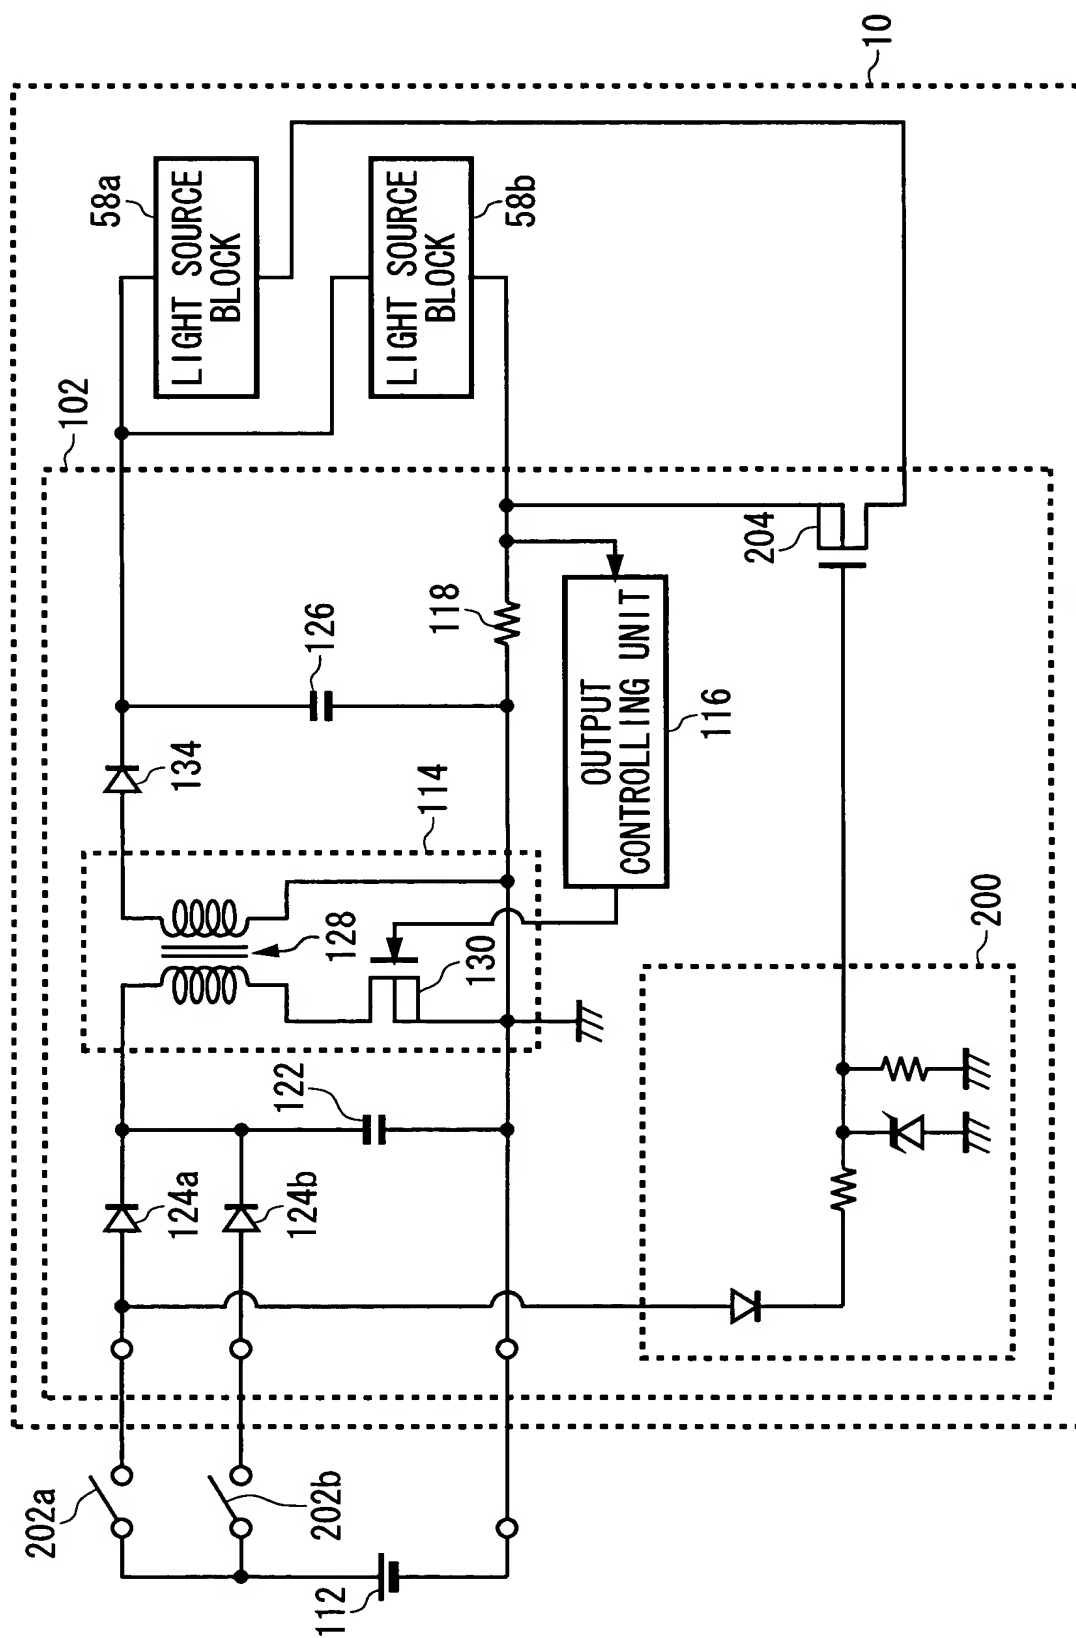 10
102
58a
LIGHT SOURCE
BLOCK
58b
LIGHT SOURCE
BLOCK
134
126
118
114
128
130
OUTPUT
CONTROLLING UNIT
116
204
122
124a
124b
200
202a
202b
112